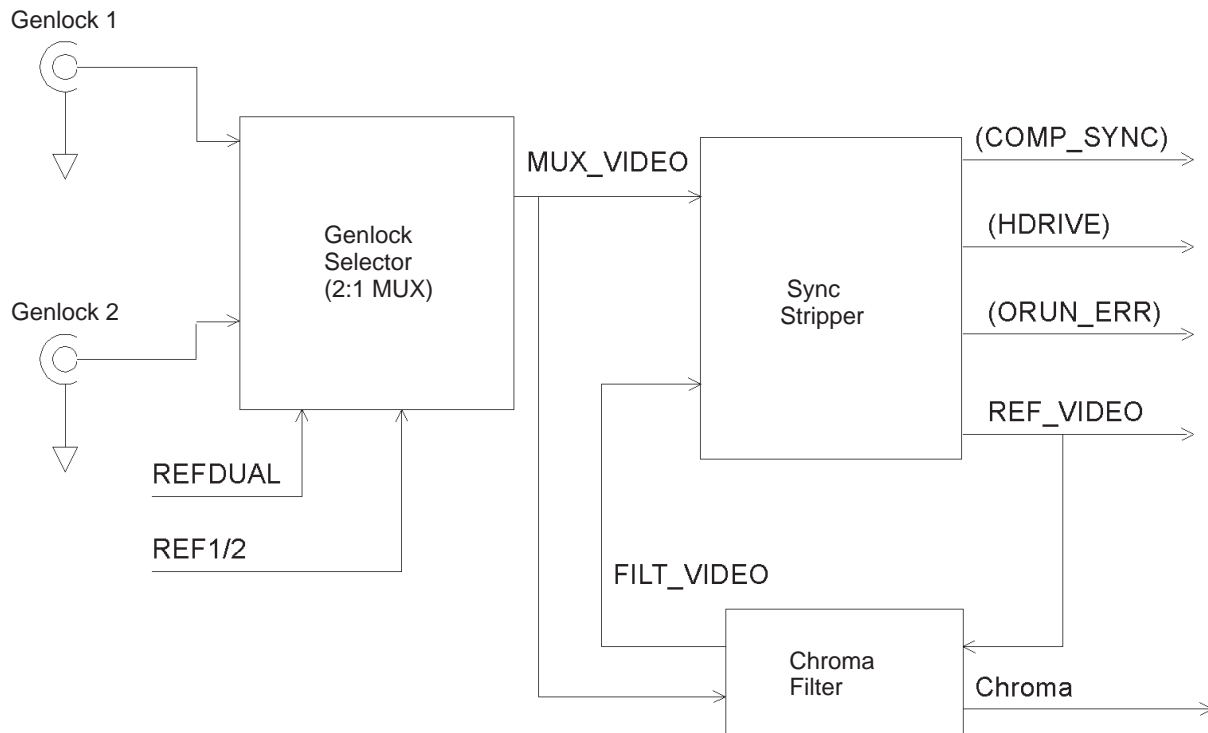 Genlock 1
Genlock 2
REFDUAL
REF1/2
Genlock
Selector
(2:1 MUX)
MUX_VIDEO
FILT_VIDEO
Sync
Stripper
(COMP_SYNC)
(HDRIVE)
(ORUN_ERR)
REF_VIDEO
Chroma
Filter
Chroma